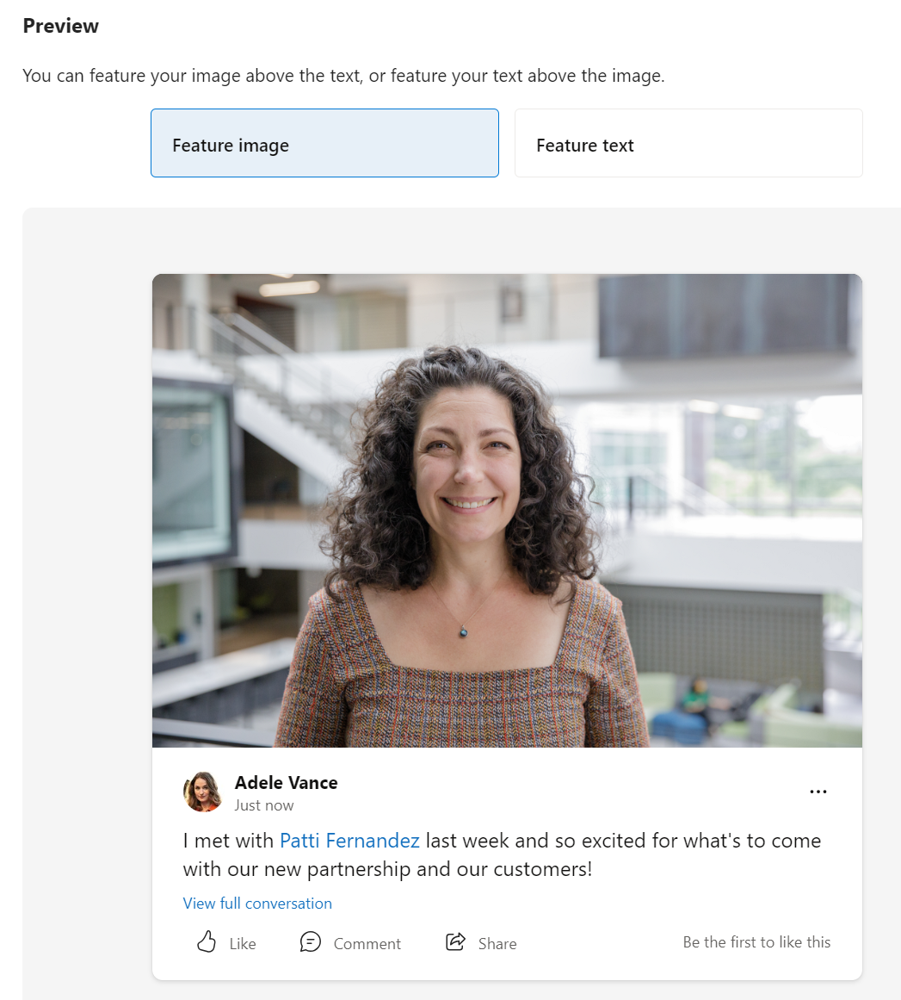 Preview
You can feature your image above the text, or feature your text above the image.
Feature image
Feature text
Adele Vance
Just now
I met with Patti Fernandez last week and so excited for what's to come
with our new partnership and our customers!
View full conversation
Like
Comment
Share
Be the first to like this